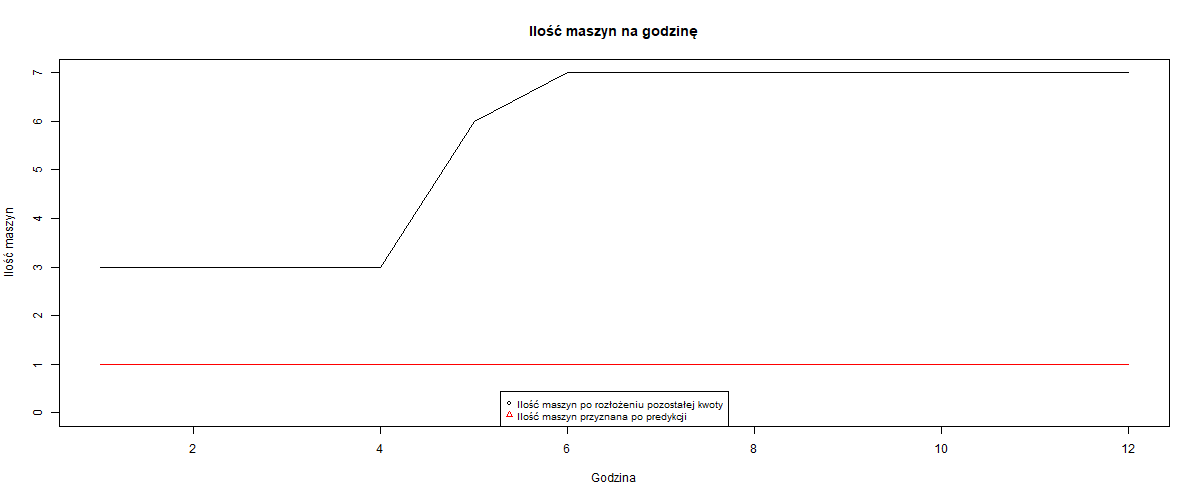 Ilość maszyn na godzinę
Ilość maszyn
7
6
5
4
3
2
1
0
Ilość maszyn po rozłożeniu pozostałej kwoty
Ilość maszyn przyznana po predykcji
2 4 6 8 10 12
Godzina